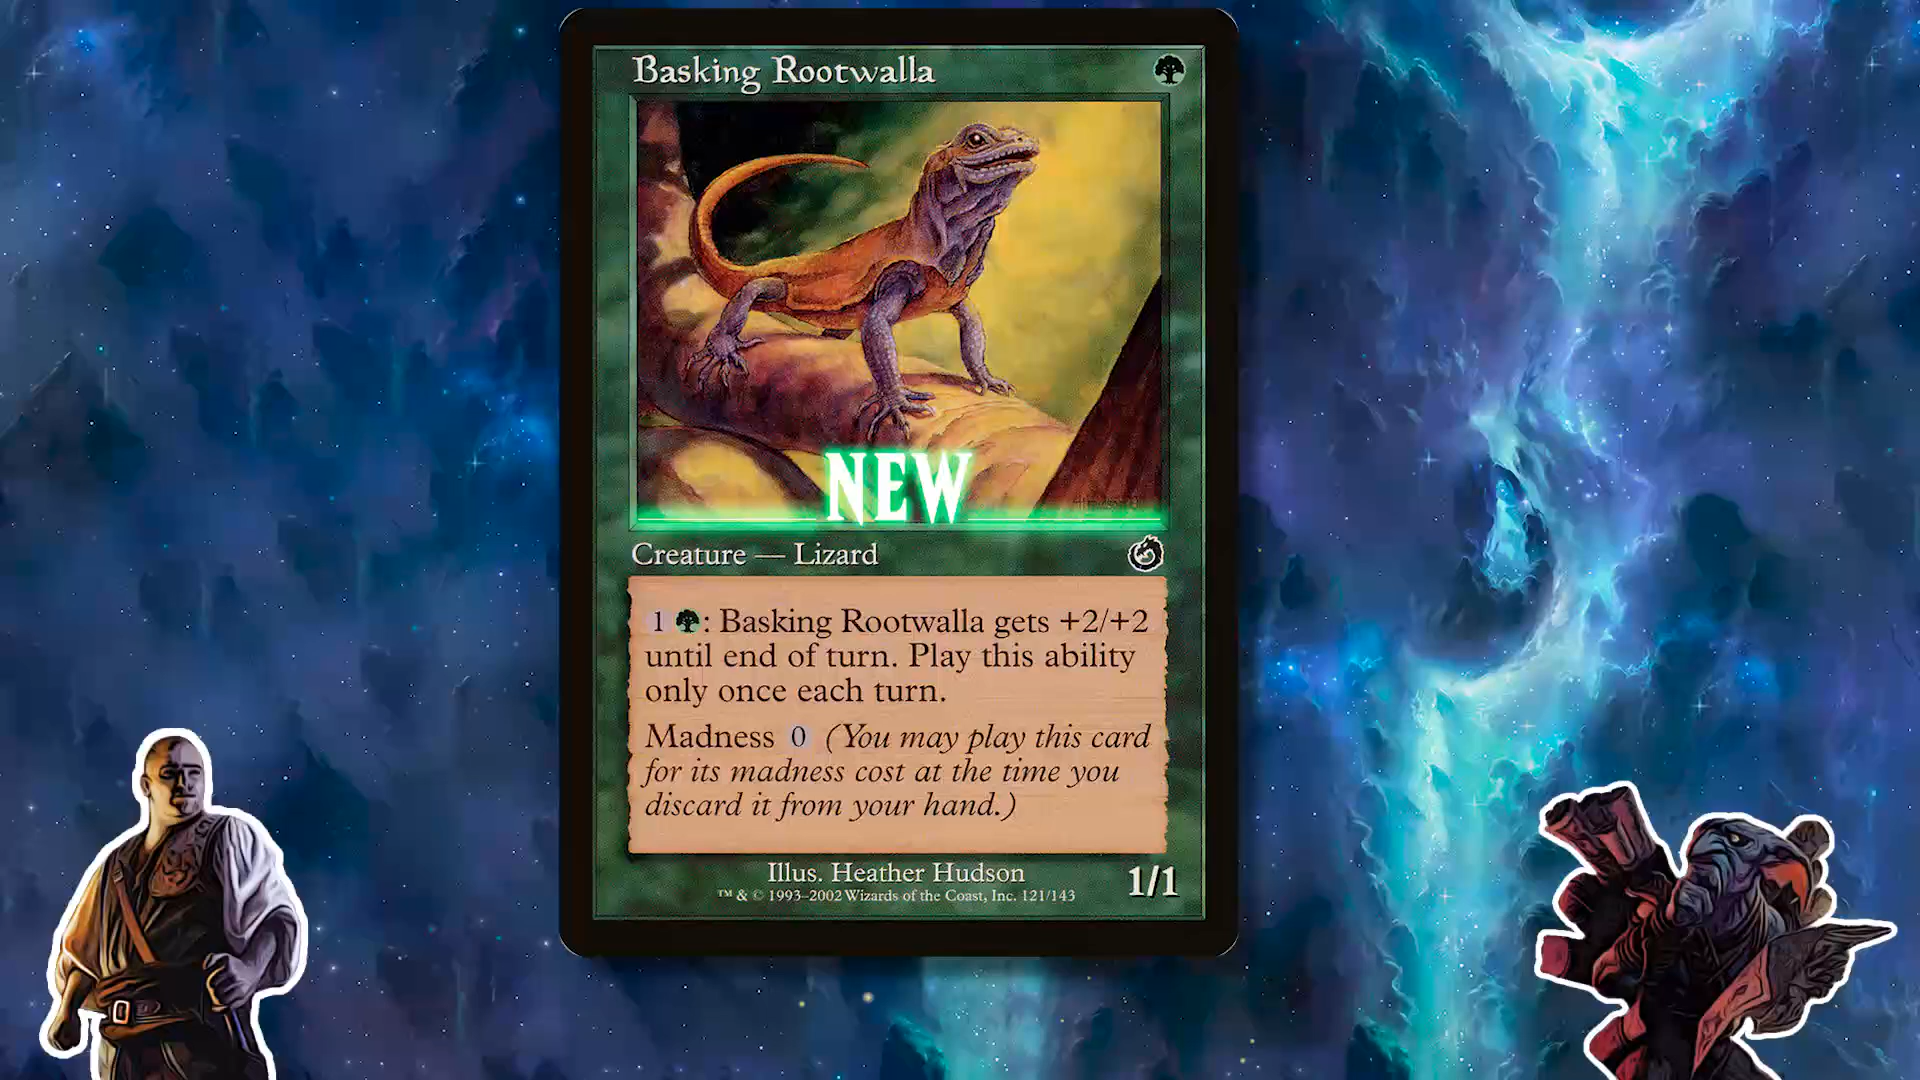 Basking Rootwalla
NEW
Creature — Lizard
1 : Basking Rootwalla gets +2/+2
until end of turn. Play this ability
only once each turn.
Madness 0 (You may play this card
for its madness cost at the time you
discard it from your hand.)
Illus. Heather Hudson
™ & © 1993–2002 Wizards of the Coast, Inc. 121/143
1/1